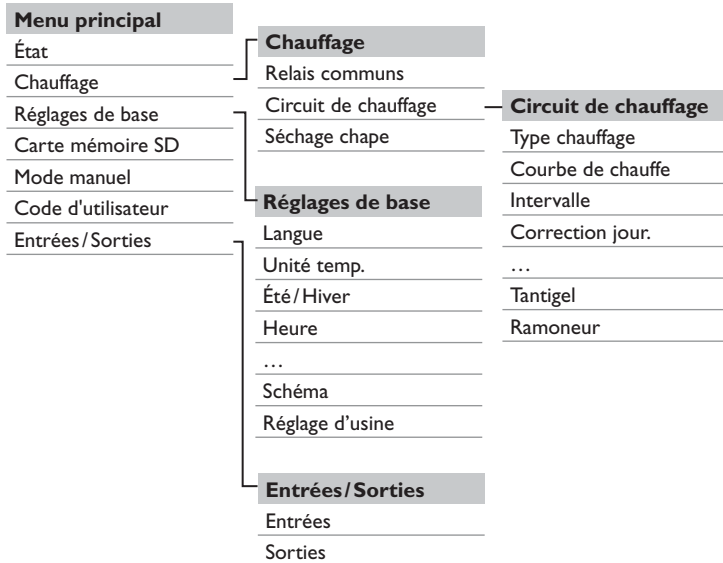 Menu principal
État
Chauffage
Réglages de base
Carte mémoire SD
Mode manuel
Code d'utilisateur
Entrées/Sorties
Chauffage
Relais communs
Circuit de chauffage
Séchage chape
Circuit de chauffage
Type chauffage
Courbe de chauffe
Intervalle
Correction jour.
…
Tantigel
Ramoneur
Réglages de base
Langue
Unité temp.
Été/Hiver
Heure
…
Schéma
Réglage d’usine
Entrées/Sorties
Entrées
Sorties